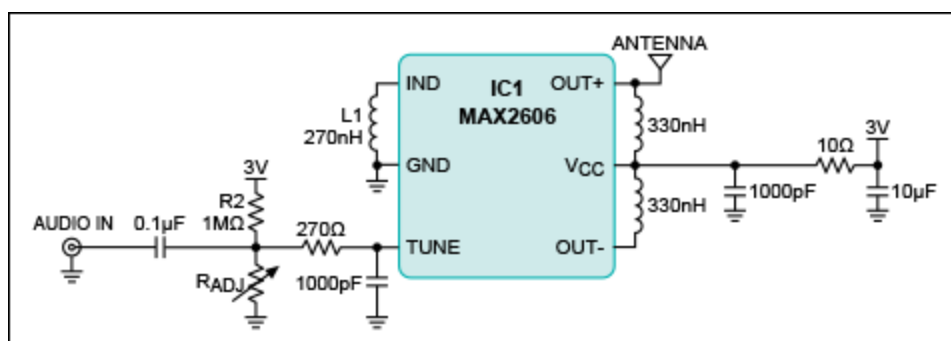 ANTENNA
IND
IC1
OUT+
MAX2606
L1
270nH
330nH
3V
10Ω
GND
VCC
3V
R2
1MΩ
1000pF
10µF
330nH
AUDIO IN
0.1µF
270Ω
TUNE
OUT-
RADJ
1000pF